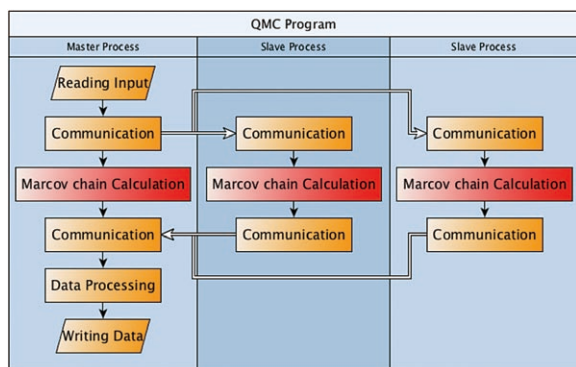 QMC Program
Master Process
Slave Process
Slave Process
Reading Input
Communication
Communication
Communication
Marcov chain Calculation
Marcov chain Calculation
Marcov chain Calculation
Communication
Communication
Communication
Data Processing
Writing Data